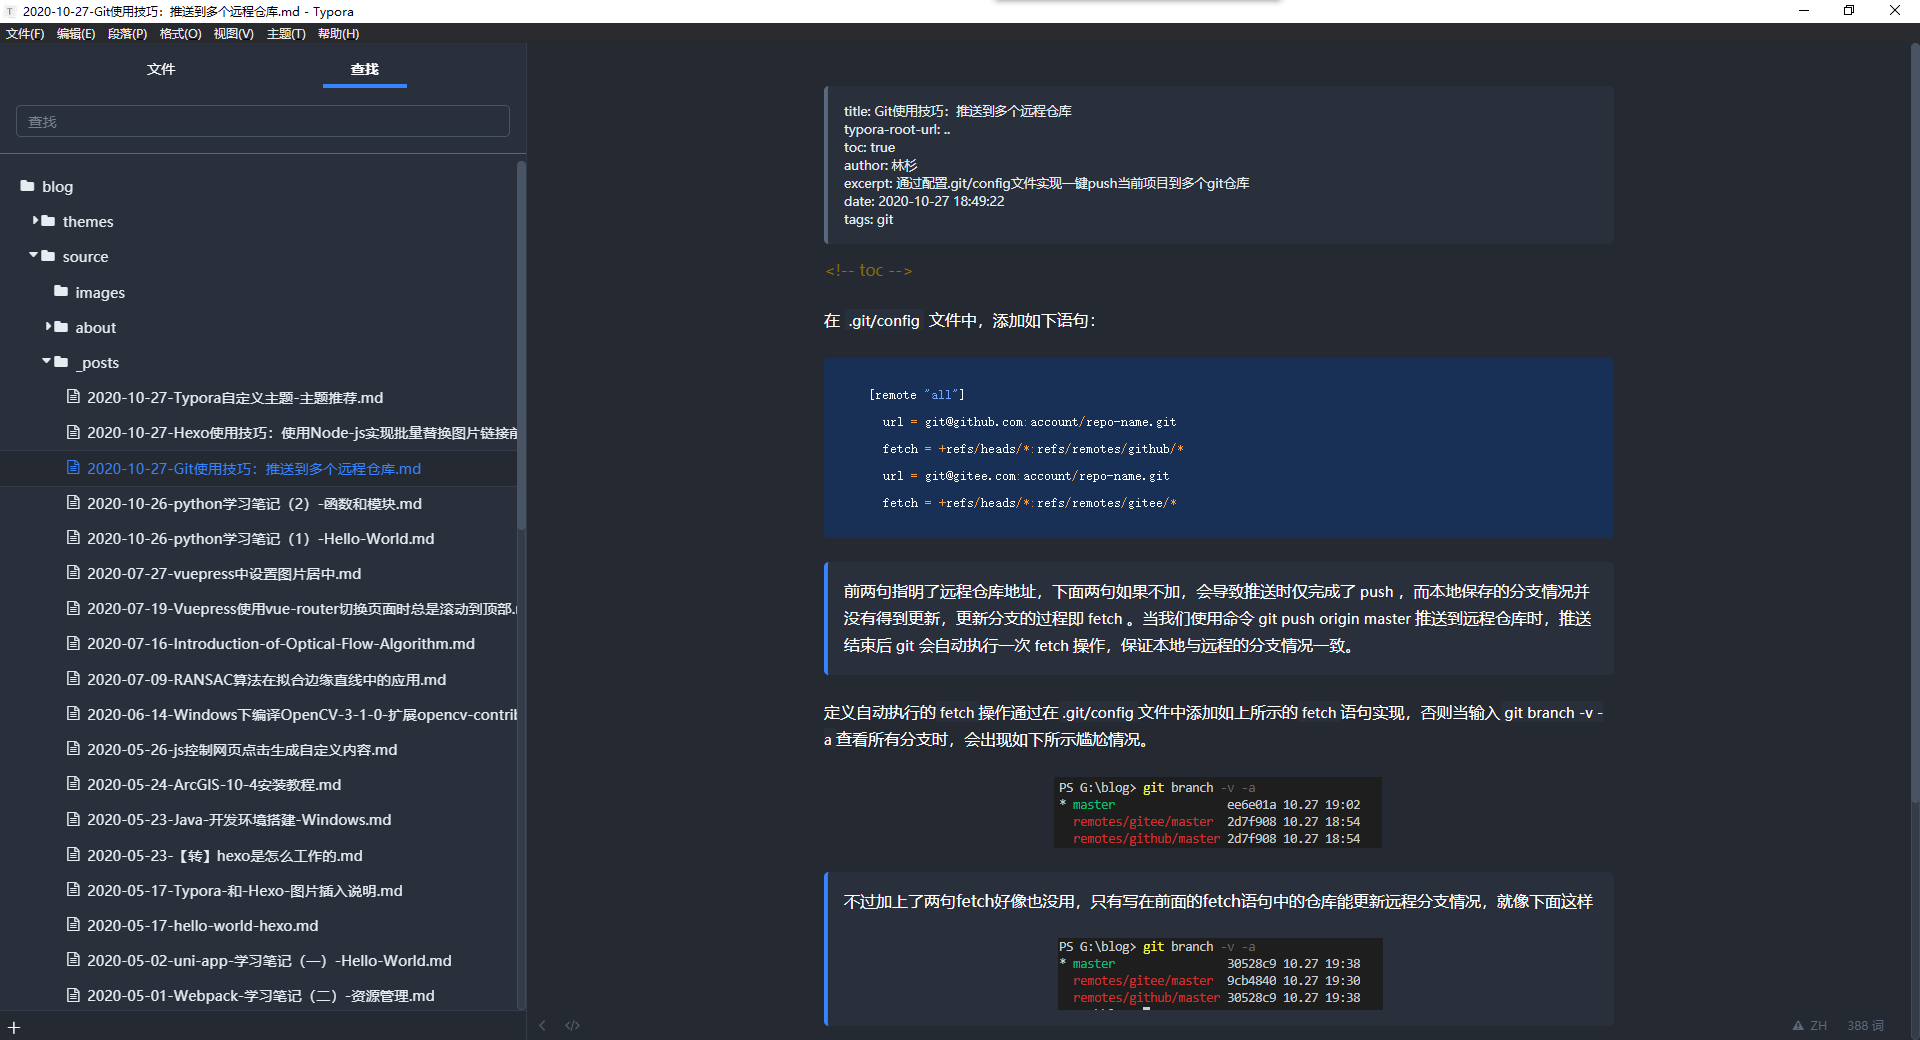 2020-10-27-Git使用技巧：推送到多个远程仓库.md - Typora
文件(F) 编辑(E) 段落(P) 格式(O) 视图(V) 主题(T) 帮助(H)
文件
查找
查找
blog
themes
source
images
about
_posts
2020-10-27-Typora自定义主题-主题推荐.md
2020-10-27-Hexo使用技巧：使用Node-js实现批量替换图片链接前
2020-10-27-Git使用技巧：推送到多个远程仓库.md
2020-10-26-python学习笔记（2）-函数和模块.md
2020-10-26-python学习笔记（1）-Hello-World.md
2020-07-27-vuepress中设置图片居中.md
2020-07-19-Vuepress使用vue-router切换页面时总是滚动到顶部.
2020-07-16-Introduction-of-Optical-Flow-Algorithm.md
2020-07-09-RANSAC算法在拟合边缘直线中的应用.md
2020-06-14-Windows下编译OpenCV-3-1-0-扩展opencv-contrib
2020-05-26-js控制网页点击生成自定义内容.md
2020-05-24-ArcGIS-10-4安装教程.md
2020-05-23-Java-开发环境搭建-Windows.md
2020-05-23-【转】hexo是怎么工作的.md
2020-05-17-Typora-和-Hexo-图片插入说明.md
2020-05-17-hello-world-hexo.md
2020-05-02-uni-app-学习笔记（一）-Hello-World.md
2020-05-01-Webpack-学习笔记（二）-资源管理.md
title: Git使用技巧：推送到多个远程仓库
typora-root-url: ..
toc: true
author: 林杉
excerpt: 通过配置.git/config文件实现一键push当前项目到多个git仓库
date: 2020-10-27 18:49:22
tags: git
<!-- toc -->
在 .git/config 文件中，添加如下语句：
[remote "all"]
url = git@github.com:account/repo-name.git
fetch = +refs/heads/*:refs/remotes/github/*
url = git@gitee.com:account/repo-name.git
fetch = +refs/heads/*:refs/remotes/gitee/*
前两句指明了远程仓库地址，下面两句如果不加，会导致推送时仅完成了 push ，而本地保存的分支情况并
没有得到更新，更新分支的过程即 fetch 。当我们使用命令 git push origin master 推送到远程仓库时，推送
结束后 git 会自动执行一次 fetch 操作，保证本地与远程的分支情况一致。
定义自动执行的 fetch 操作通过在 .git/config 文件中添加如上所示的 fetch 语句实现，否则当输入 git branch -v -
a 查看所有分支时，会出现如下所示尴尬情况。
PS G:\blog> git branch -v -a
* master ee6e01a 10.27 19:02
remotes/gitee/master 2d7f908 10.27 18:54
remotes/github/master 2d7f908 10.27 18:54
不过加上了两句fetch好像也没用，只有写在前面的fetch语句中的仓库能更新远程分支情况，就像下面这样
PS G:\blog> git branch -v -a
* master 30528c9 10.27 19:38
remotes/gitee/master 9cb4840 10.27 19:30
remotes/github/master 30528c9 10.27 19:38
ZH 388 词